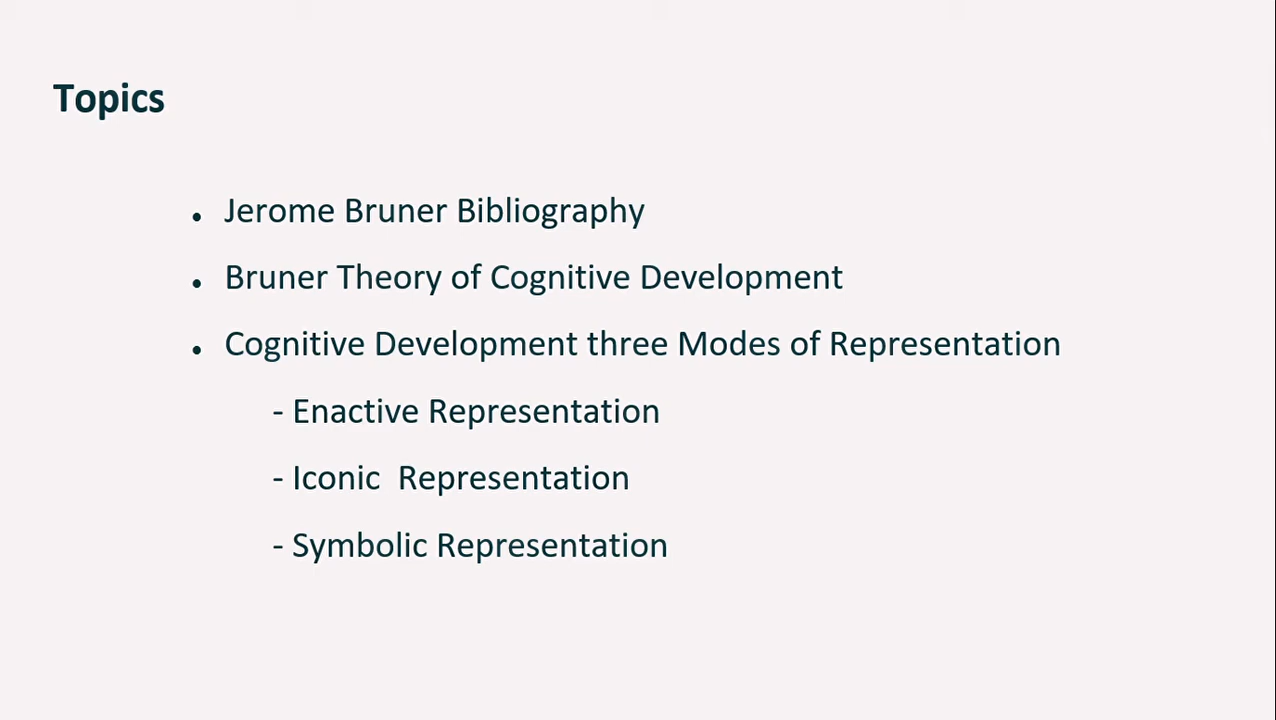 Topics
• Jerome Bruner Bibliography
• Bruner Theory of Cognitive Development
• Cognitive Development three Modes of Representation
- Enactive Representation
- Iconic  Representation
- Symbolic Representation